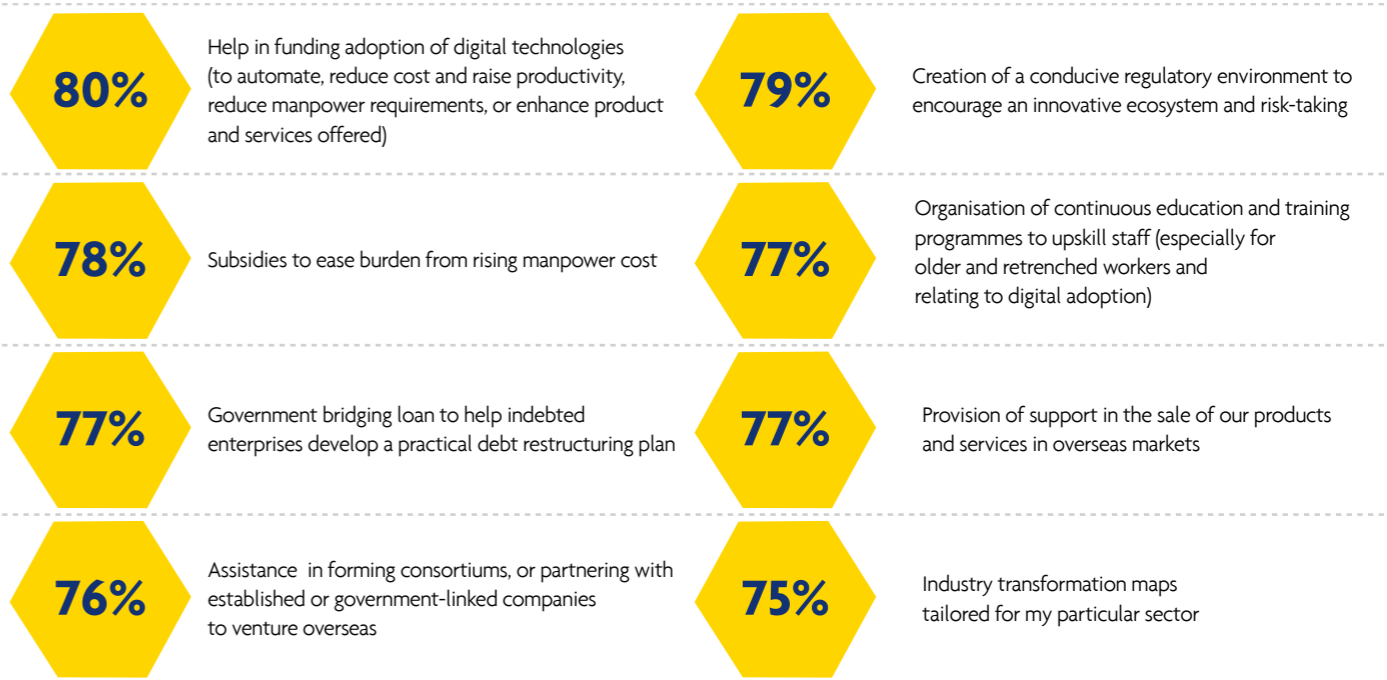 80%
Help in funding adoption of digital technologies
(to automate, reduce cost and raise productivity,
reduce manpower requirements, or enhance product
and services offered)
79%
Creation of a conducive regulatory environment to
encourage an innovative ecosystem and risk-taking
78%
Subsidies to ease burden from rising manpower cost
77%
Organisation of continuous education and training
programmes to upskill staff (especially for
older and retrenched workers and
relating to digital adoption)
77%
Government bridging loan to help indebted
enterprises develop a practical debt restructuring plan
77%
Provision of support in the sale of our products
and services in overseas markets
76%
Assistance in forming consortiums, or partnering with
established or government-linked companies
to venture overseas
75%
Industry transformation maps
tailored for my particular sector